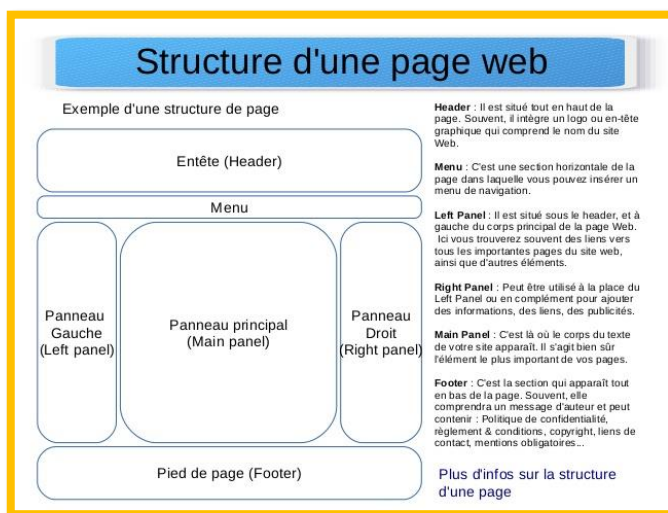 Structure d'une page web
Exemple d'une structure de page
Entête (Header)
Menu
Panneau
Gauche
(Left panel)
Panneau principal
(Main panel)
Panneau
Droit
(Right panel)
Pied de page (Footer)
Header : Il est situé tout en haut de la
page. Souvent, il intègre un logo ou en-tête
graphique qui comprend le nom du site
Web.
Menu : C'est une section horizontale de la
page dans laquelle vous pouvez insérer un
menu de navigation.
Left Panel : Il est situé sous le header, et à
gauche du corps principal de la page Web.
Ici vous trouverez souvent des liens vers
tous les importantes pages du site web,
ainsi que d'autres éléments.
Right Panel : Peut être utilisé à la place du
Left Panel ou en complément pour ajouter
des informations, des liens, des publicités.
Main Panel : C'est là où le corps du texte
de votre site apparaît. Il s'agit bien sûr
l'élément le plus important de vos pages.
Footer : C'est la section qui apparaît tout
en bas de la page. Souvent, elle
comprendra un message d'auteur et peut
contenir : Politique de confidentialité,
règlement & conditions, copyright, liens de
contact, mentions obligatoires...
Plus d'infos sur la structure
d'une page